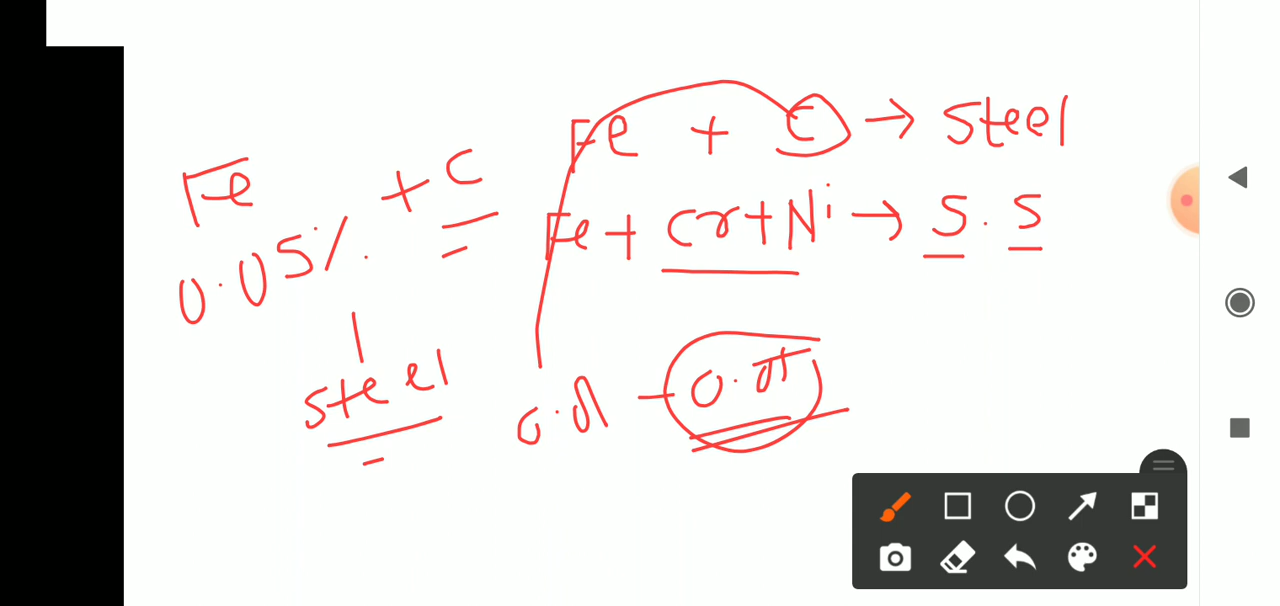 Fe + C → steel
Fe + C
0.05%.
Fe + Cr + Ni → S.S
steel